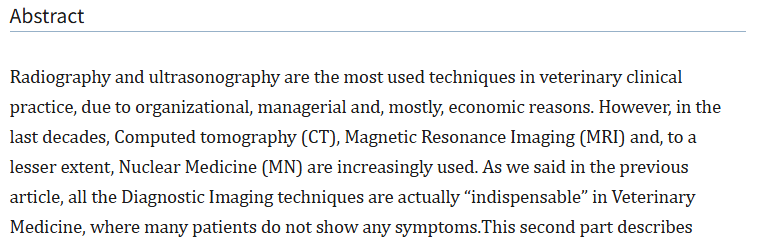 Abstract
Radiography and ultrasonography are the most used techniques in veterinary clinical
practice, due to organizational, managerial and, mostly, economic reasons. However, in the
last decades, Computed tomography (CT), Magnetic Resonance Imaging (MRI) and, to a
lesser extent, Nuclear Medicine (MN) are increasingly used. As we said in the previous
article, all the Diagnostic Imaging techniques are actually “indispensable” in Veterinary
Medicine, where many patients do not show any symptoms.This second part describes